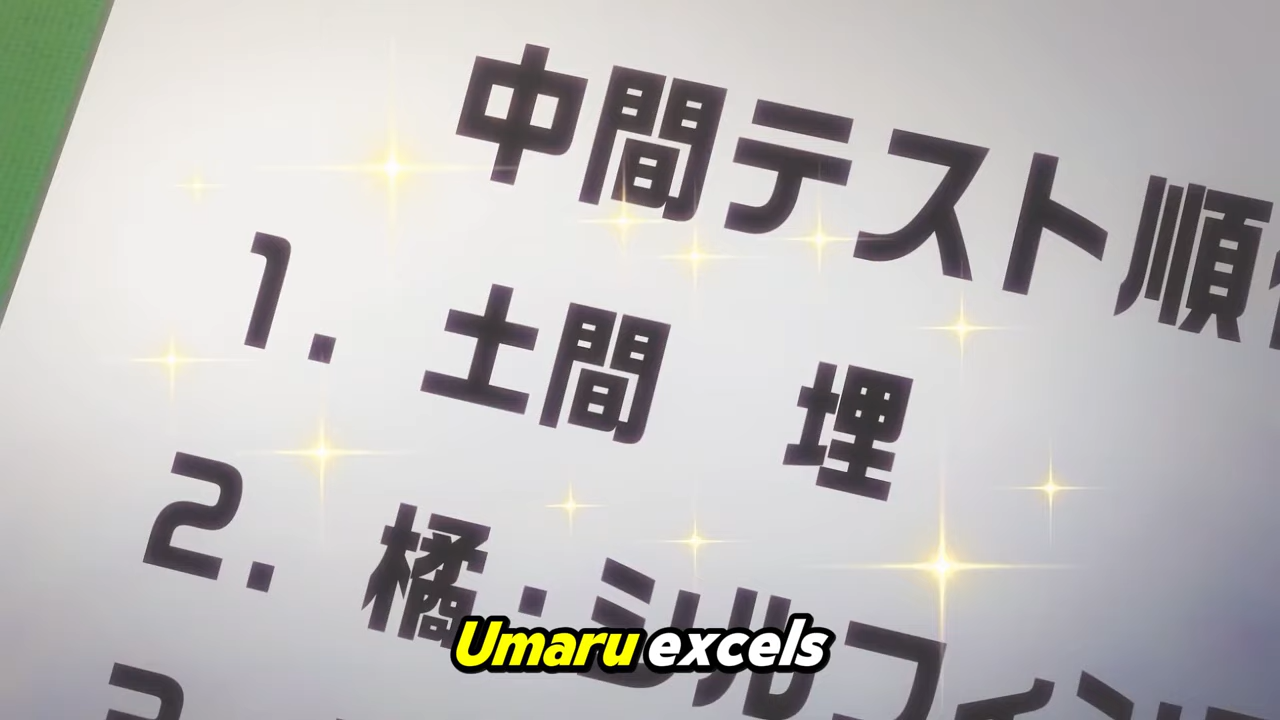 中間テスト順
1. 土間 埋
2. 橘・シルフィン
3.
Umaru excels